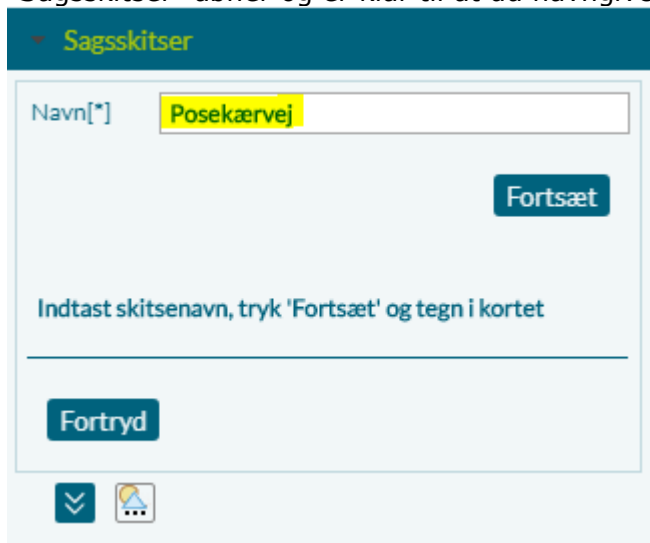 Sagsskitser
Navn[*] Posekærvej
Fortsæt
Indtast skitsenavn, tryk 'Fortsæt' og tegn i kortet
Fortryd